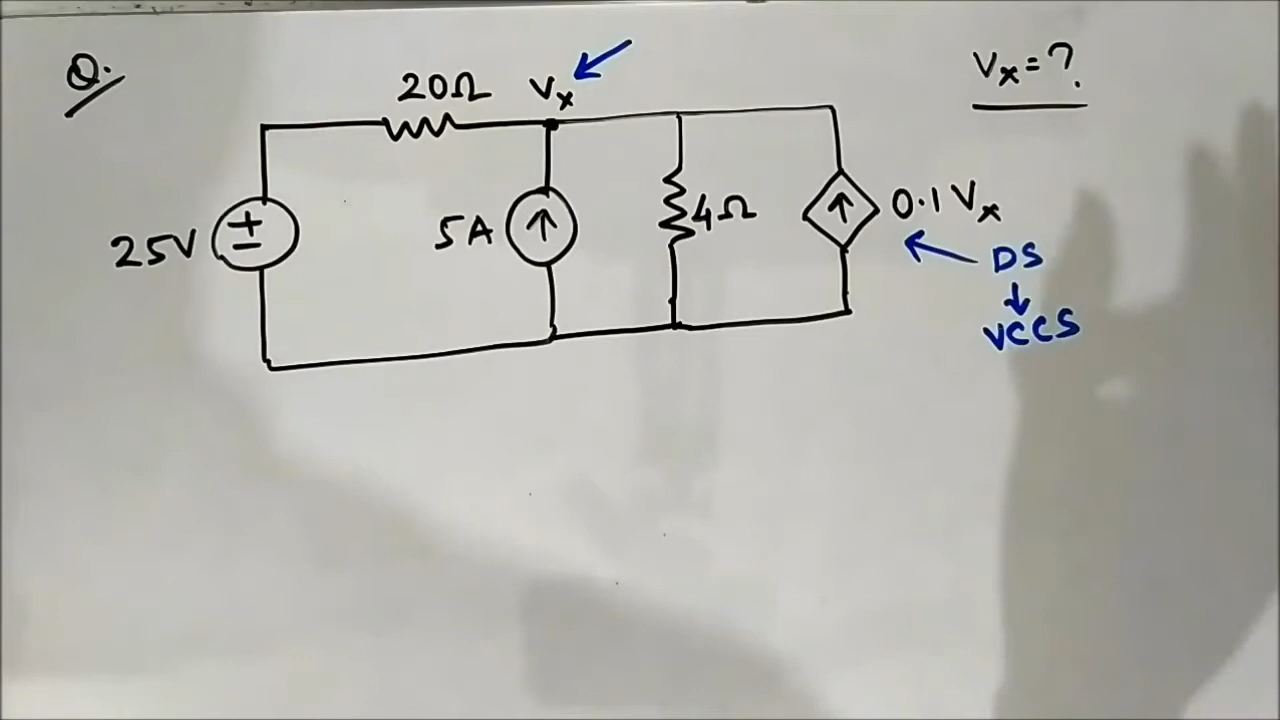 Q.
Vx = ?
20Ω
Vx
25V
5A
4Ω
0.1Vx
DS
VCCS